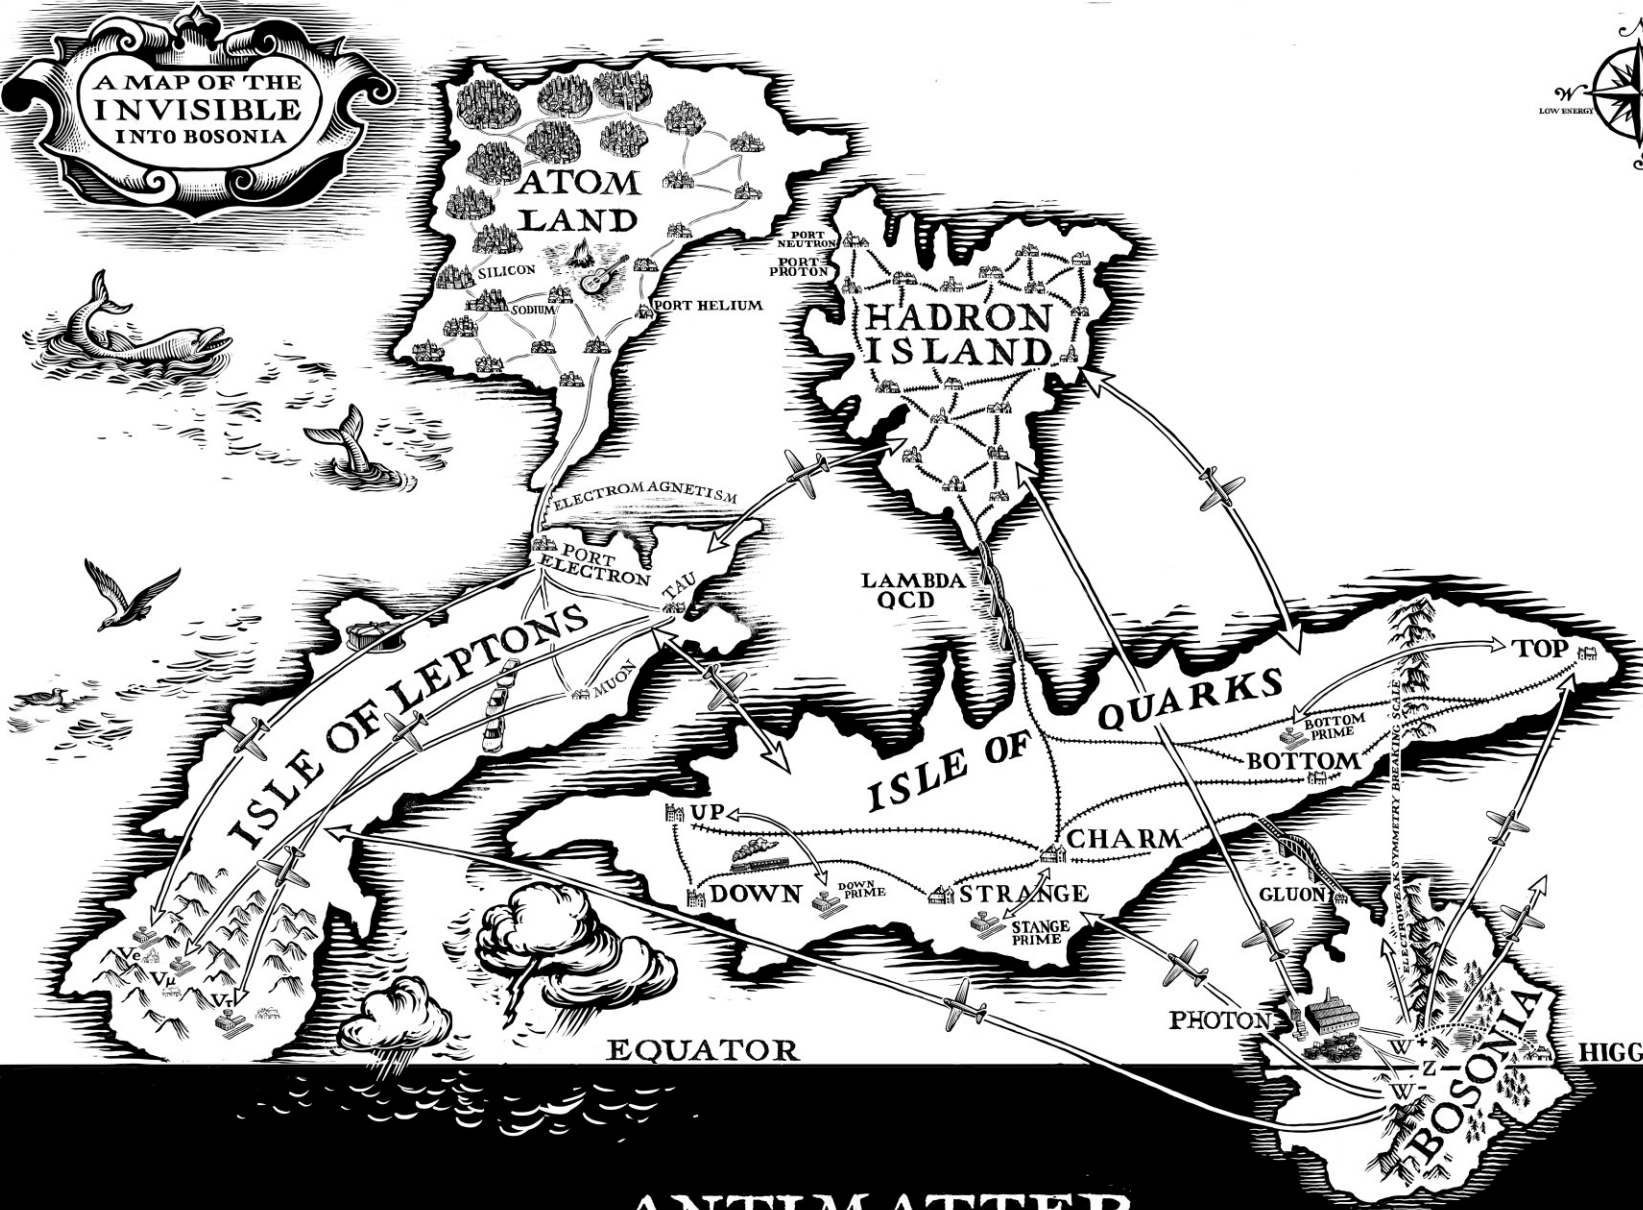 A MAP OF THE
INVISIBLE
INTO BOSONIA
N
W
LOW ENERGY
S
ATOM
LAND
SILICON
SODIUM
PORT HELIUM
PORT
NEUTRON
PORT
PROTON
HADRON
ISLAND
ELECTROMAGNETISM
PORT
ELECTRON
TAU
MUON
ISLE OF LEPTONS
LAMBDA
QCD
ISLE OF QUARKS
TOP
BOTTOM
PRIME
BOTTOM
UP
CHARM
DOWN
DOWN
PRIME
STRANGE
STANGE
PRIME
GLUON
ELECTROWEAK SYMMETRY BREAKING SCALE
Ve
Vμ
Vτ
PHOTON
W+
Z
W-
BOSONIA
HIGG
EQUATOR
ANTIMATTER